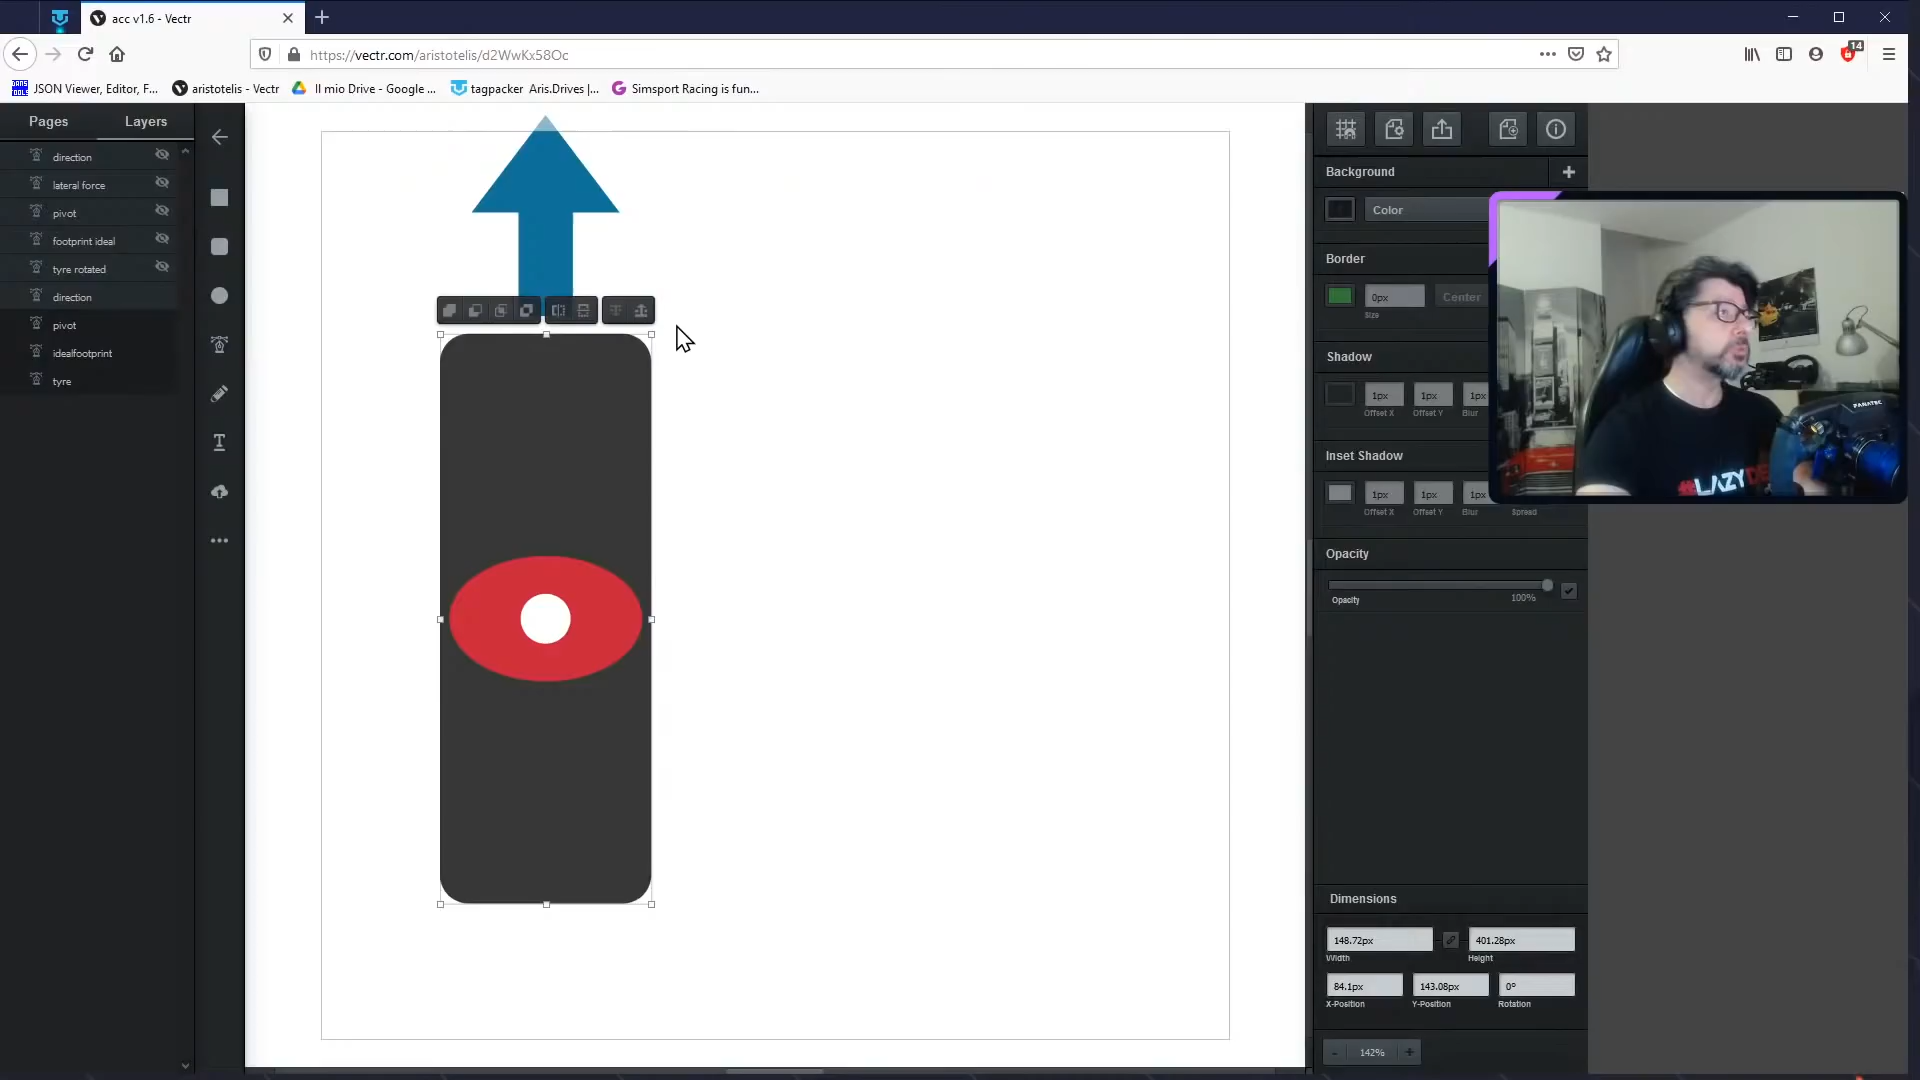 acc v1.6 - Vectr
https://vectr.com/aristotelis/d2WwKx58Oc
14
JSON Viewer, Editor, F...
aristotelis - Vectr
Il mio Drive - Google ...
tagpacker Aris.Drives |...
Simsport Racing is fun...
Pages
Layers
direction
lateral force
pivot
footprint ideal
tyre rotated
direction
pivot
idealfootprint
tyre
T
Background
Color
Border
0px
Center
Size
Shadow
1px
1px
1px
Offset X
Offset Y
Blur
Inset Shadow
1px
1px
1px
Offset X
Offset Y
Blur
Spread
Opacity
Opacity
100%
Dimensions
148.72px
401.28px
Width
Height
84.1px
143.08px
0°
X-Position
Y-Position
Rotation
-
142%
+
FANATEC
#LAZYDE